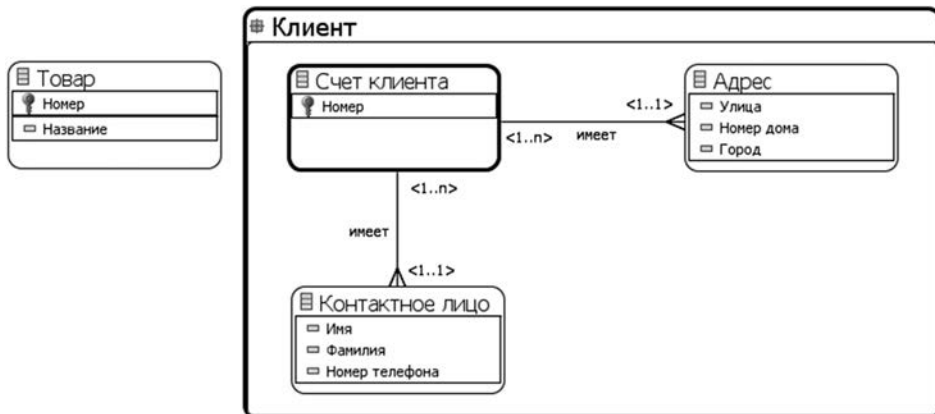 Клиент
Товар
Номер
Название
Счет клиента
Номер
<1..n>
имеет
<1..1>
Адрес
Улица
Номер дома
Город
<1..n>
имеет
<1..1>
Контактное лицо
Имя
Фамилия
Номер телефона